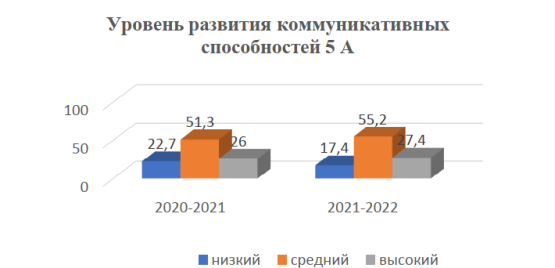 Уровень развития коммуникативных
способностей 5 А
100
50
0
22,7
51,3
26
17,4
55,2
27,4
2020-2021
2021-2022
низкий
средний
высокий